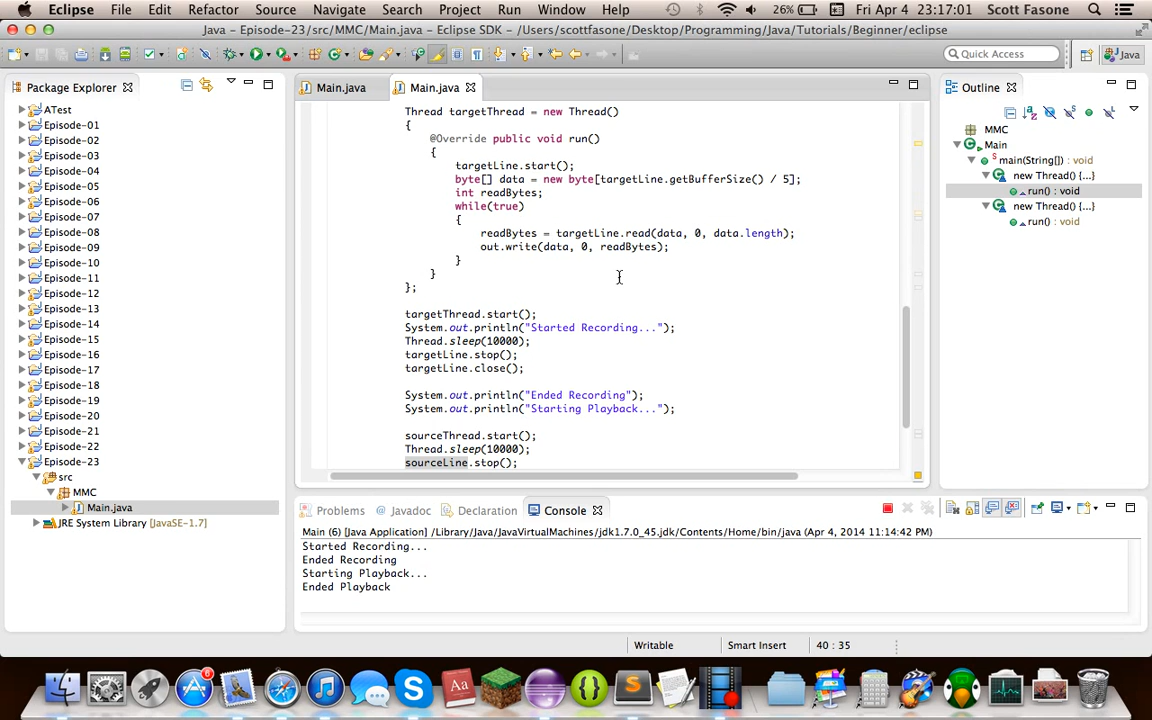 Eclipse File Edit Refactor Source Navigate Search Project Run Window Help 26% Fri Apr 4 23:17:01 Scott Fasone
Java - Episode-23/src/MMC/Main.java - Eclipse SDK - /Users/scottfasone/Desktop/Programming/Java/Tutorials/Beginner/eclipse
Quick Access Java
Package Explorer
ATest
Episode-01
Episode-02
Episode-03
Episode-04
Episode-05
Episode-06
Episode-07
Episode-08
Episode-09
Episode-10
Episode-11
Episode-12
Episode-13
Episode-14
Episode-15
Episode-16
Episode-17
Episode-18
Episode-19
Episode-20
Episode-21
Episode-22
Episode-23
src
MMC
Main.java
JRE System Library [JavaSE-1.7]
Main.java Main.java
Thread targetThread = new Thread()
{
@Override public void run()
{
targetLine.start();
byte[] data = new byte[targetLine.getBufferSize() / 5];
int readBytes;
while(true)
{
readBytes = targetLine.read(data, 0, data.length);
out.write(data, 0, readBytes);
}
}
};
targetThread.start();
System.out.println("Started Recording...");
Thread.sleep(10000);
targetLine.stop();
targetLine.close();
System.out.println("Ended Recording");
System.out.println("Starting Playback...");
sourceThread.start();
Thread.sleep(10000);
sourceLine.stop();
Outline
MMC
Main
main(String[]) : void
new Thread() {...}
run() : void
new Thread() {...}
run() : void
Problems Javadoc Declaration Console
Main (6) [Java Application] /Library/Java/JavaVirtualMachines/jdk1.7.0_45.jdk/Contents/Home/bin/java (Apr 4, 2014 11:14:42 PM)
Started Recording...
Ended Recording
Starting Playback...
Ended Playback
Writable Smart Insert 40 : 35